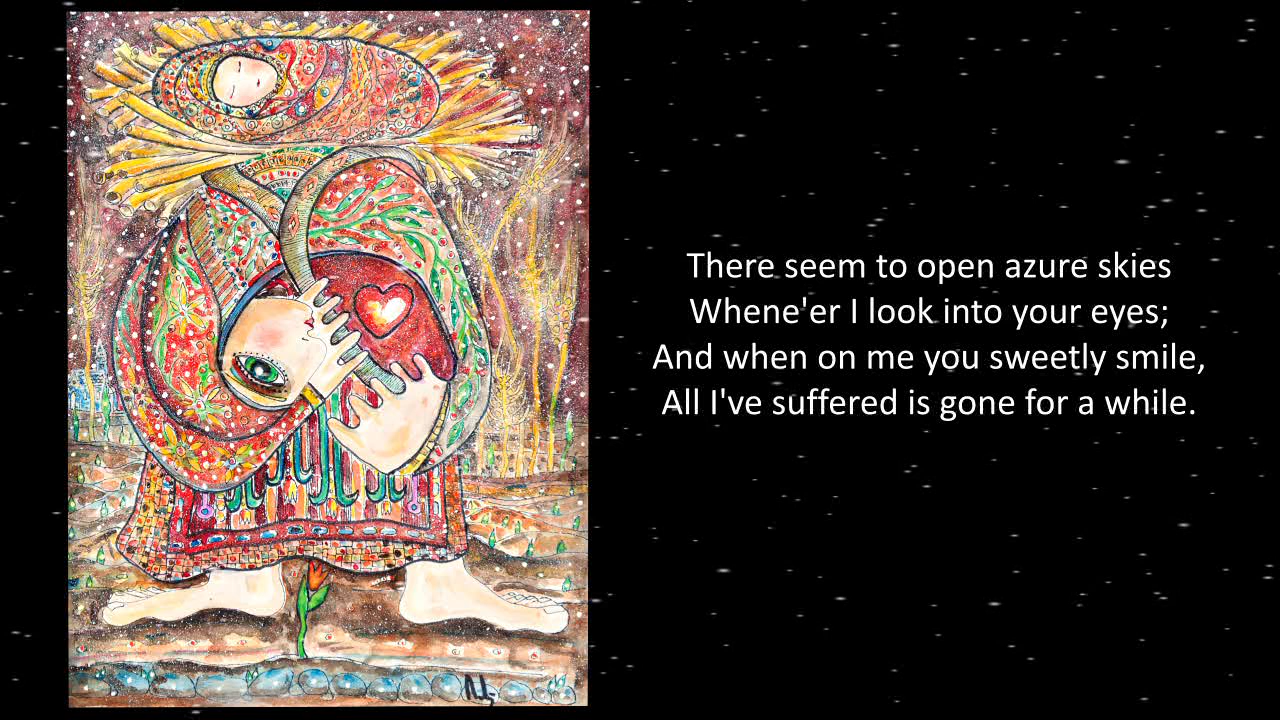 There seem to open azure skies
Whene'er I look into your eyes;
And when on me you sweetly smile,
All I've suffered is gone for a while.